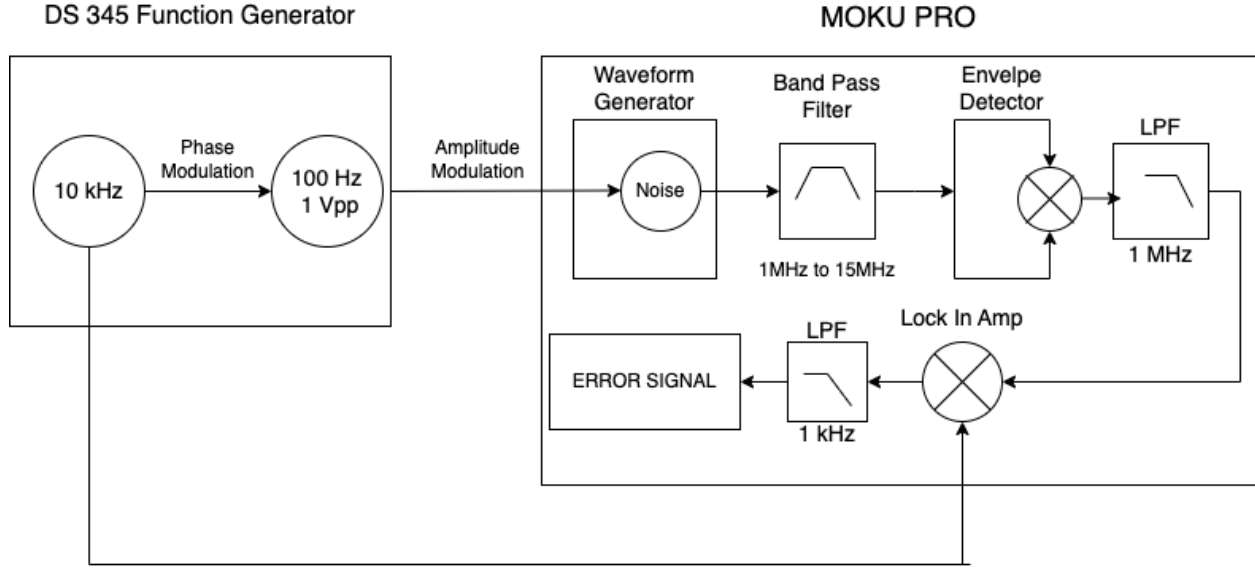 DS 345 Function Generator
MOKU PRO
10 kHz
Phase
Modulation
100 Hz
1 Vpp
Amplitude
Modulation
Waveform
Generator
Noise
Band Pass
Filter
1MHz to 15MHz
Envelpe
Detector
LPF
1 MHz
Lock In Amp
LPF
1 kHz
ERROR SIGNAL